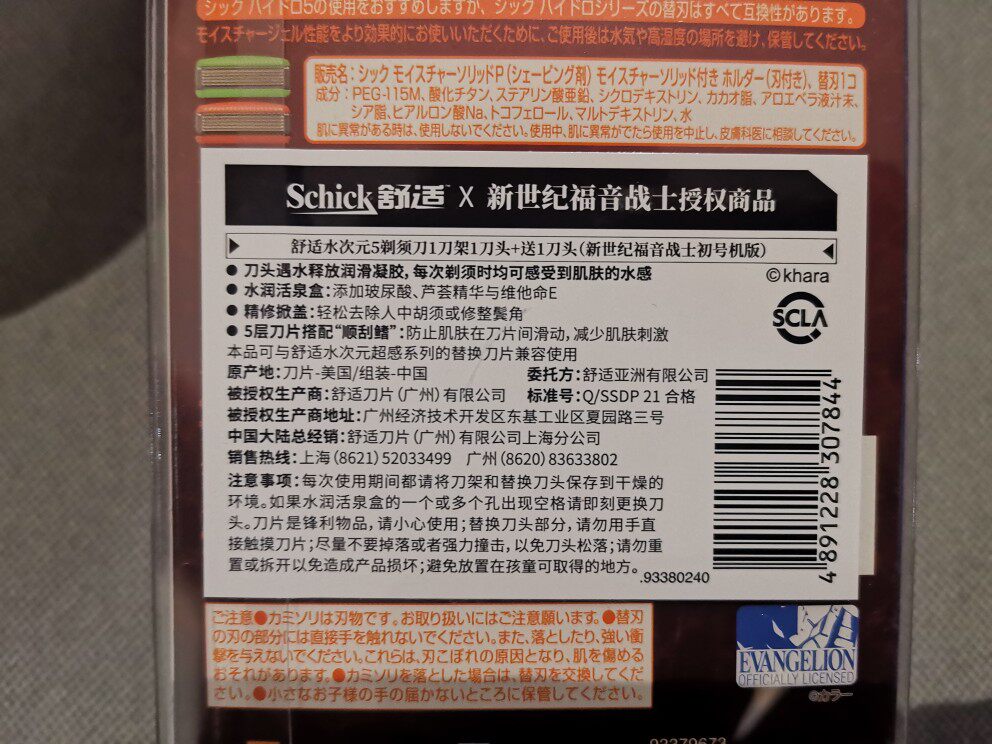 シック ハイドロ5の使用をおすすめしますが、シック ハイドロシリーズの替刃はすべて互換性があります。
モイスチャージェル性能をより効果的にお使いいただくために、ご使用後は水気や高湿度の場所を避け、保管してください。
販売名：シック モイスチャーソリッドP（シェービング剤） モイスチャーソリッド付き ホルダー（刃付き）、替刃1コ
成分：PEG-115M、酸化チタン、ステアリン酸亜鉛、シクロデキストリン、カカオ脂、アロエベラ液汁末、
シア脂、ヒアルロン酸Na、トコフェロール、マルトデキストリン、水
肌に異常がある時は、使用しないでください。使用中、肌に異常がでたら使用を中止し、皮膚科医に相談してください。
Schick舒适™ X 新世纪福音战士授权商品
舒适水次元5剃须刀1刀架1刀头+送1刀头(新世纪福音战士初号机版)
● 刀头遇水释放润滑凝胶，每次剃须时均可感受到肌肤的水感
©khara
● 水润活泉盒：添加玻尿酸、芦荟精华与维他命E
● 精修掀盖：轻松去除人中胡须或修整鬓角
SCLA
● 5层刀片搭配“顺刮鳍”：防止肌肤在刀片间滑动，减少肌肤刺激
本品可与舒适水次元超感系列的替换刀片兼容使用
原产地：刀片-美国/组装-中国 委托方：舒适亚洲有限公司
被授权生产商：舒适刀片（广州）有限公司 标准号：Q/SSDP 21 合格
被授权生产商地址：广州经济技术开发区东基工业区夏园路三号
中国大陆总经销：舒适刀片（广州）有限公司上海分公司
销售热线：上海（8621）52033499 广州（8620）83633802
注意事项：每次使用期间都请将刀架和替换刀头保存到干燥的
环境。如果水润活泉盒的一个或多个孔出现空格请即刻更换刀
头。刀片是锋利物品，请小心使用；替换刀头部分，请勿用手直
接触摸刀片；尽量不要掉落或者强力撞击，以免刀头松落；请勿重
置或拆开以免造成产品损坏；避免放置在孩童可取得的地方。
.93380240
4 891228 307844
ご注意●カミソリは刃物です。お取り扱いにはご注意願います。●替刃
の刃の部分には直接手を触れないでください。また、落としたり、強い衝
撃を与えないでください。これらは、刃こぼれの原因となり、肌を傷める
おそれがあります。●カミソリを落とした場合は、替刃を交換してくださ
い。●小さなお子様の手の届かないところに保管してください。
EVANGELION
OFFICIALLY LICENSED
©カラー